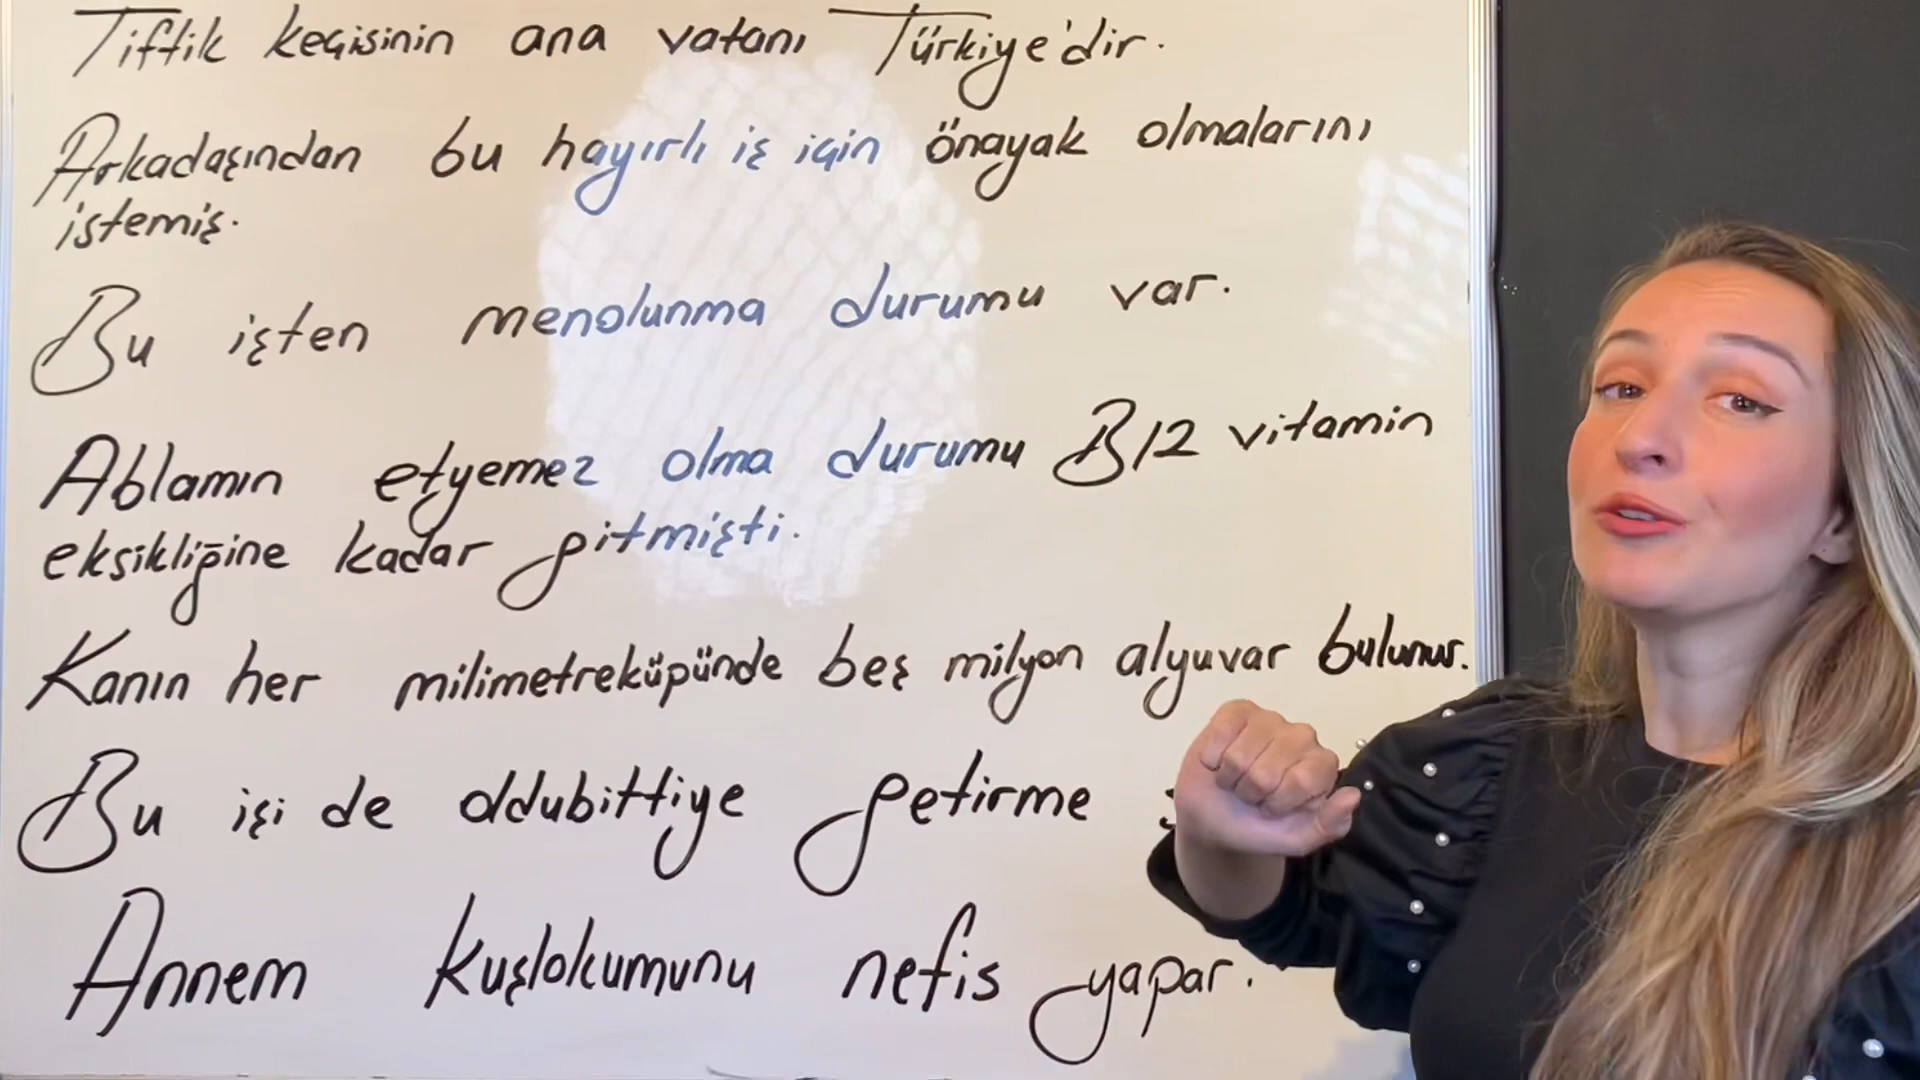 Tiftik keçisinin ana vatanı Türkiye'dir.
Arkadaşından bu hayırlı iş için önayak olmalarını
istemiş.
Bu işten menolunma durumu var.
Ablamın etyemez olma durumu B12 vitamin
eksikliğine kadar gitmişti.
Kanın her milimetreküpünde beş milyon alyuvar bulunur.
Bu işi de oldubittiye getirme
Annem kuşlokumunu nefis yapar.